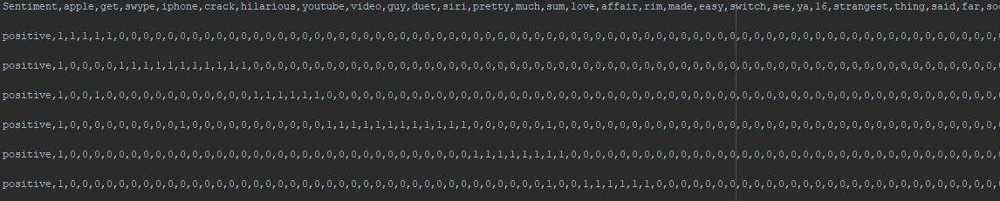 Sentiment,apple,get,swype,iphone,crack,hilarious,youtube,video,guy,duet,siri,pretty,much,sum,love,affair,rim,made,easy,switch,see,ya,16,strangest,thing,said,far,
positive,1,1,1,1,1,0,0,0,0,0,0,0,0,0,0,0,0,0,0,0,0,0,0,0,0,0,0,0,0,0,0,0,0,0,0,0,0,0,0,0,0,0,0,0,0,0,0,0,0,0,0,0,0,0,0,0,0,0,0,0,0,0,0,0,0,0,0,0,0,0,0,0,0,0,0,0,0,
positive,1,0,0,0,0,1,1,1,1,1,1,1,1,1,1,1,0,0,0,0,0,0,0,0,0,0,0,0,0,0,0,0,0,0,0,0,0,0,0,0,0,0,0,0,0,0,0,0,0,0,0,0,0,0,0,0,0,0,0,0,0,0,0,0,0,0,0,0,0,0,0,0,0,0,0,0,0,
positive,1,0,0,1,0,0,0,0,0,0,0,0,0,0,0,0,1,1,1,1,1,1,0,0,0,0,0,0,0,0,0,0,0,0,0,0,0,0,0,0,0,0,0,0,0,0,0,0,0,0,0,0,0,0,0,0,0,0,0,0,0,0,0,0,0,0,0,0,0,0,0,0,0,0,0,0,0,
positive,1,0,0,0,0,0,0,0,0,0,1,0,0,0,0,0,0,0,0,0,0,0,1,1,1,1,1,1,1,1,1,1,1,1,0,0,0,0,0,0,1,0,0,0,0,0,0,0,0,0,0,0,0,0,0,0,0,0,0,0,0,0,0,0,0,0,0,0,0,0,0,0,0,0,0,0,0,
positive,1,0,0,0,0,0,0,0,0,0,0,0,0,0,0,0,0,0,0,0,0,0,0,0,0,0,0,0,0,0,0,0,0,0,1,1,1,1,1,1,1,1,0,0,0,0,0,0,0,0,0,0,0,0,0,0,0,0,0,0,0,0,0,0,0,0,0,0,0,0,0,0,0,0,0,0,0,
positive,1,0,0,0,0,0,0,0,0,0,0,0,0,0,0,0,0,0,0,0,0,0,0,0,0,0,0,0,0,0,0,0,0,0,0,0,0,0,0,0,1,0,0,1,1,1,1,1,1,0,0,0,0,0,0,0,0,0,0,0,0,0,0,0,0,0,0,0,0,0,0,0,0,0,0,0,0,